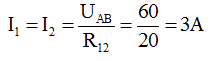 I₁ = I₂ = U_AB / R₁₂ = 60 / 20 = 3A